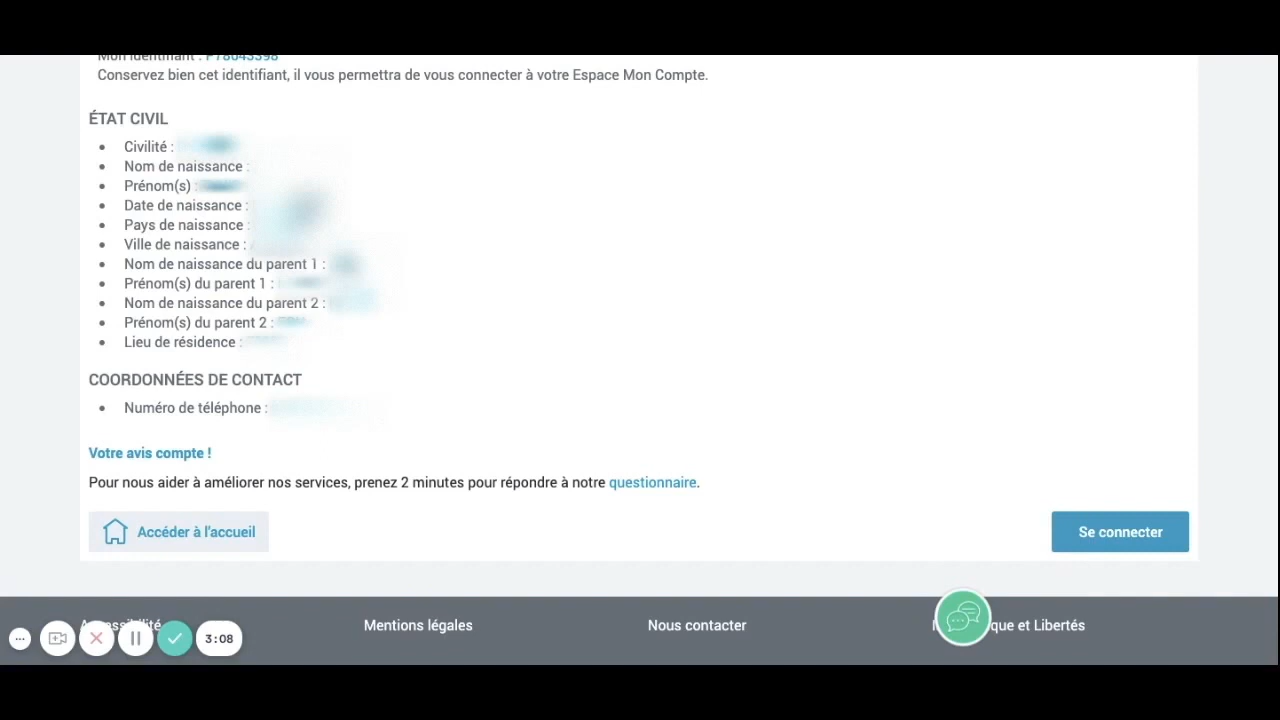 Mon identifiant : P78643398
Conservez bien cet identifiant, il vous permettra de vous connecter à votre Espace Mon Compte.
ÉTAT CIVIL
Civilité :
Nom de naissance :
Prénom(s) :
Date de naissance :
Pays de naissance :
Ville de naissance :
Nom de naissance du parent 1 :
Prénom(s) du parent 1 :
Nom de naissance du parent 2 :
Prénom(s) du parent 2 :
Lieu de résidence :
COORDONNÉES DE CONTACT
Numéro de téléphone :
Votre avis compte !
Pour nous aider à améliorer nos services, prenez 2 minutes pour répondre à notre questionnaire.
Accéder à l'accueil
Se connecter
Accessibilité
Mentions légales
Nous contacter
que et Libertés
3:08